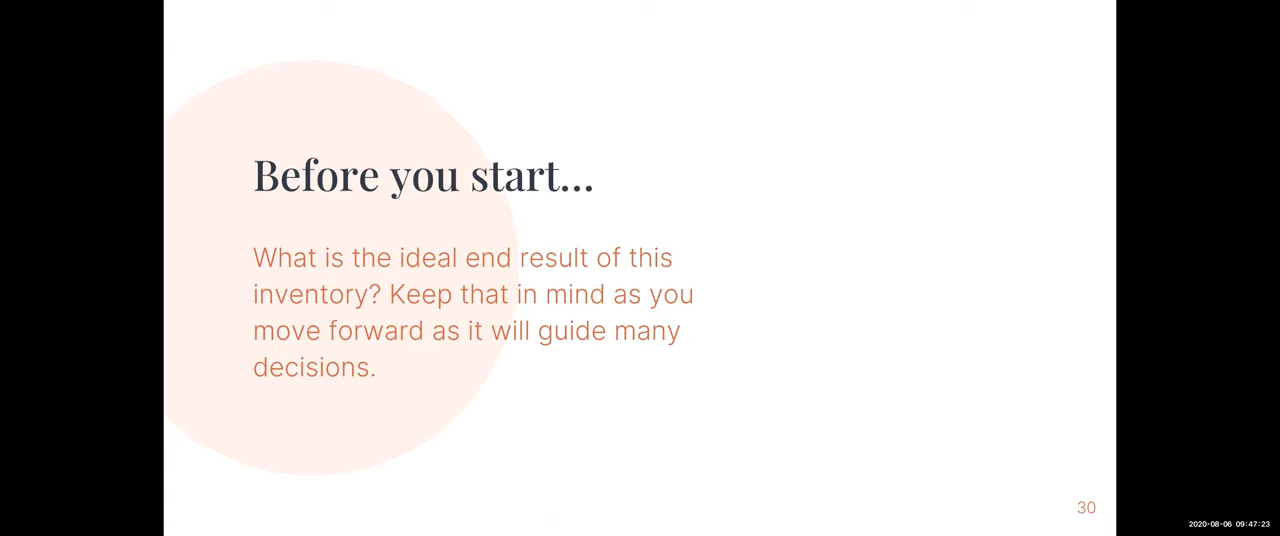 Before you start...
What is the ideal end result of this
inventory? Keep that in mind as you
move forward as it will guide many
decisions.
30
2020-08-06 09:47:23